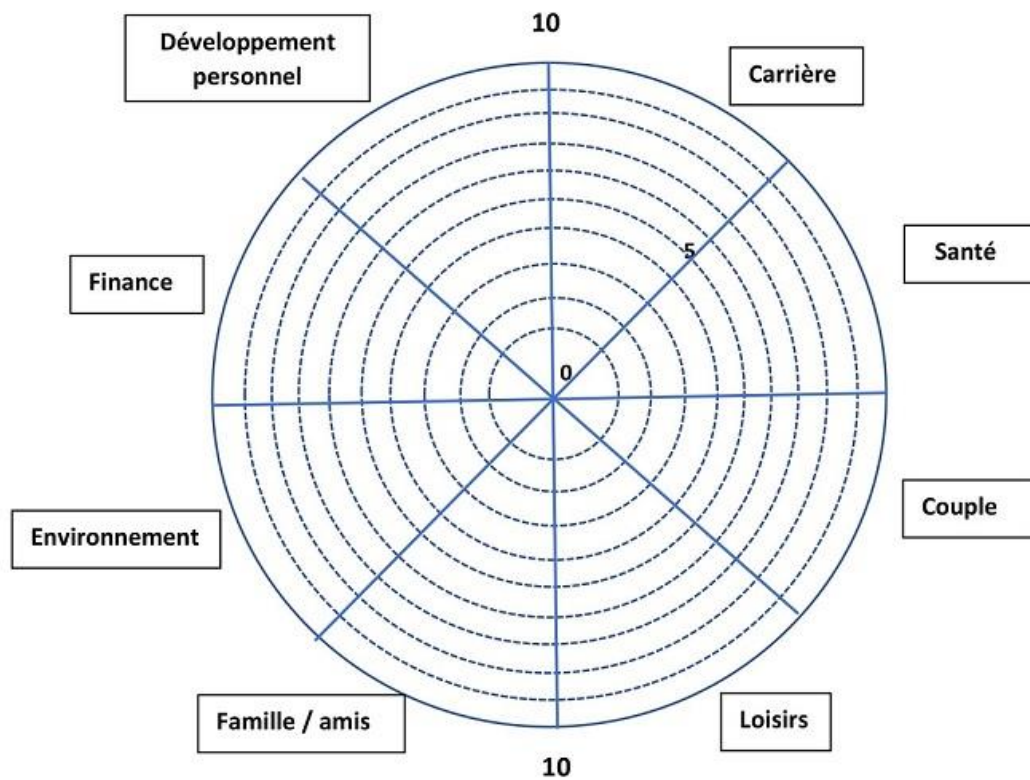 10
Développement
personnel
Carrière
Santé
5
Finance
0
Couple
Environnement
Famille / amis
Loisirs
10